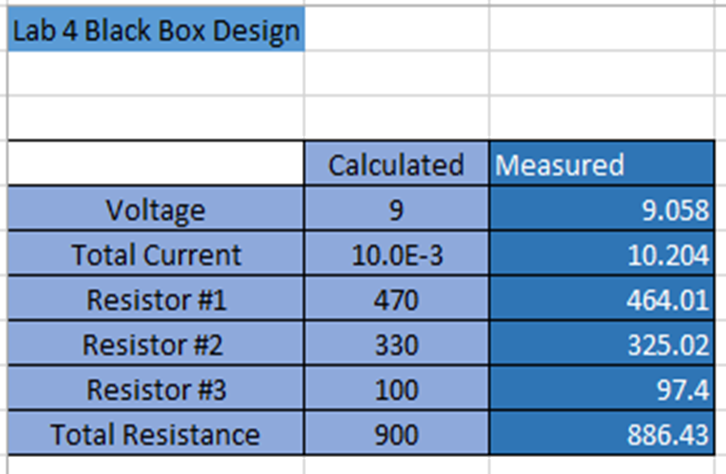 Lab 4 Black Box Design
Calculated Measured
Voltage 9 9.058
Total Current 10.0E-3 10.204
Resistor #1 470 464.01
Resistor #2 330 325.02
Resistor #3 100 97.4
Total Resistance 900 886.43